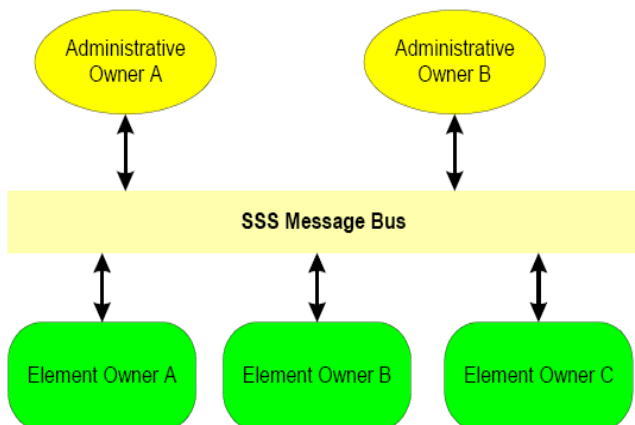 Administrative
Owner A
Administrative
Owner B
SSS Message Bus
Element Owner A
Element Owner B
Element Owner C